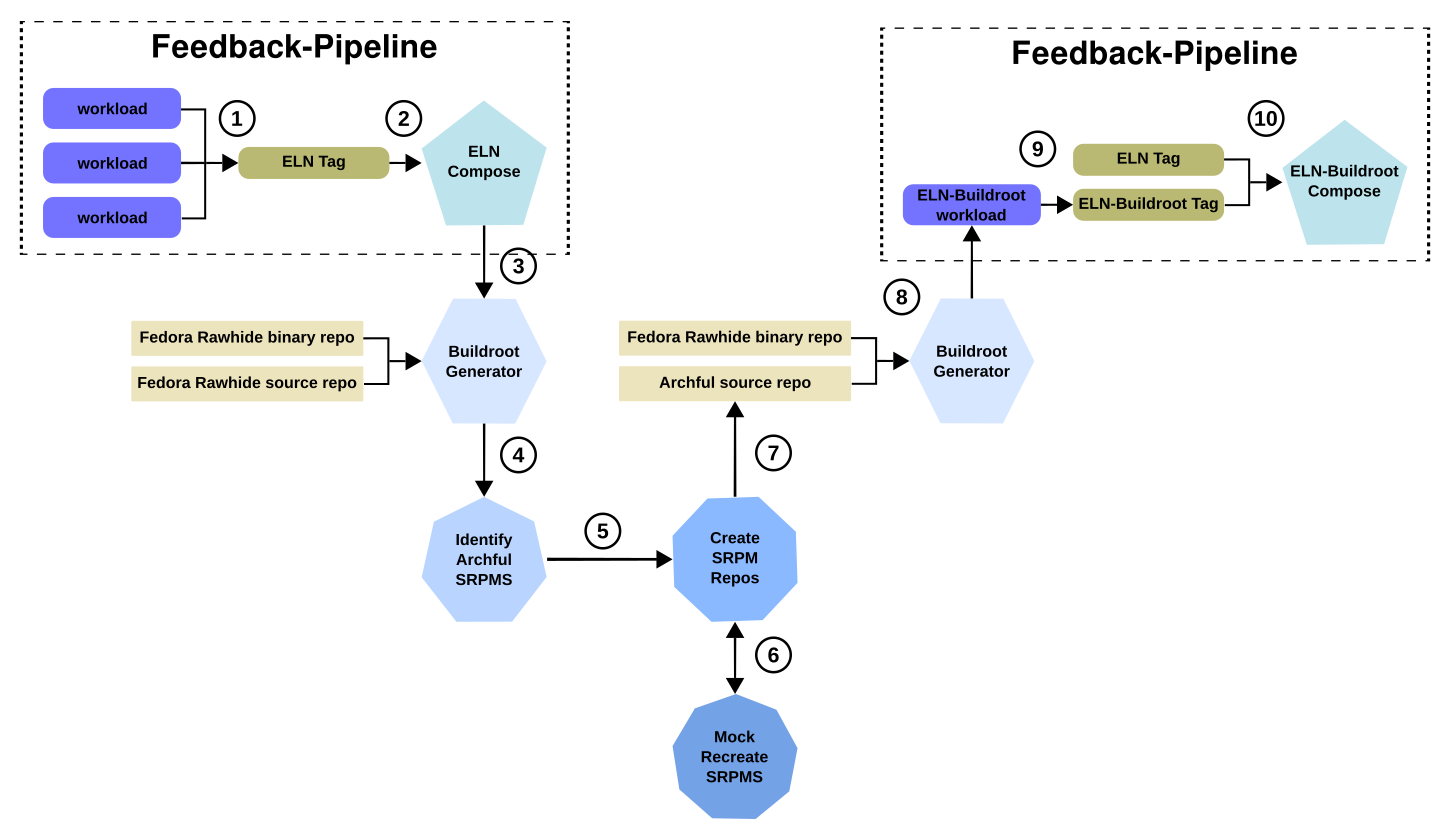 Feedback-Pipeline
workload
workload
workload
1
ELN Tag
2
ELN
Compose
3
Fedora Rawhide binary repo
Fedora Rawhide source repo
Buildroot
Generator
4
Identify
Archful
SRPMS
5
Create
SRPM
Repos
6
Mock
Recreate
SRPMS
7
Fedora Rawhide binary repo
Archful source repo
Buildroot
Generator
8
Feedback-Pipeline
ELN-Buildroot
workload
9
ELN Tag
ELN-Buildroot Tag
10
ELN-Buildroot
Compose